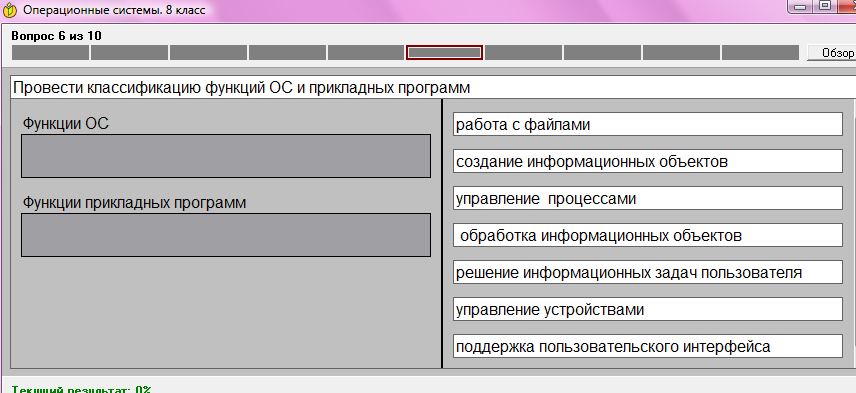 Операционные системы. 8 класс
Вопрос 6 из 10
Обзор
Провести классификацию функций ОС и прикладных программ
Функции ОС
Функции прикладных программ
работа с файлами
создание информационных объектов
управление процессами
обработка информационных объектов
решение информационных задач пользователя
управление устройствами
поддержка пользовательского интерфейса
Текущий результат: 0%